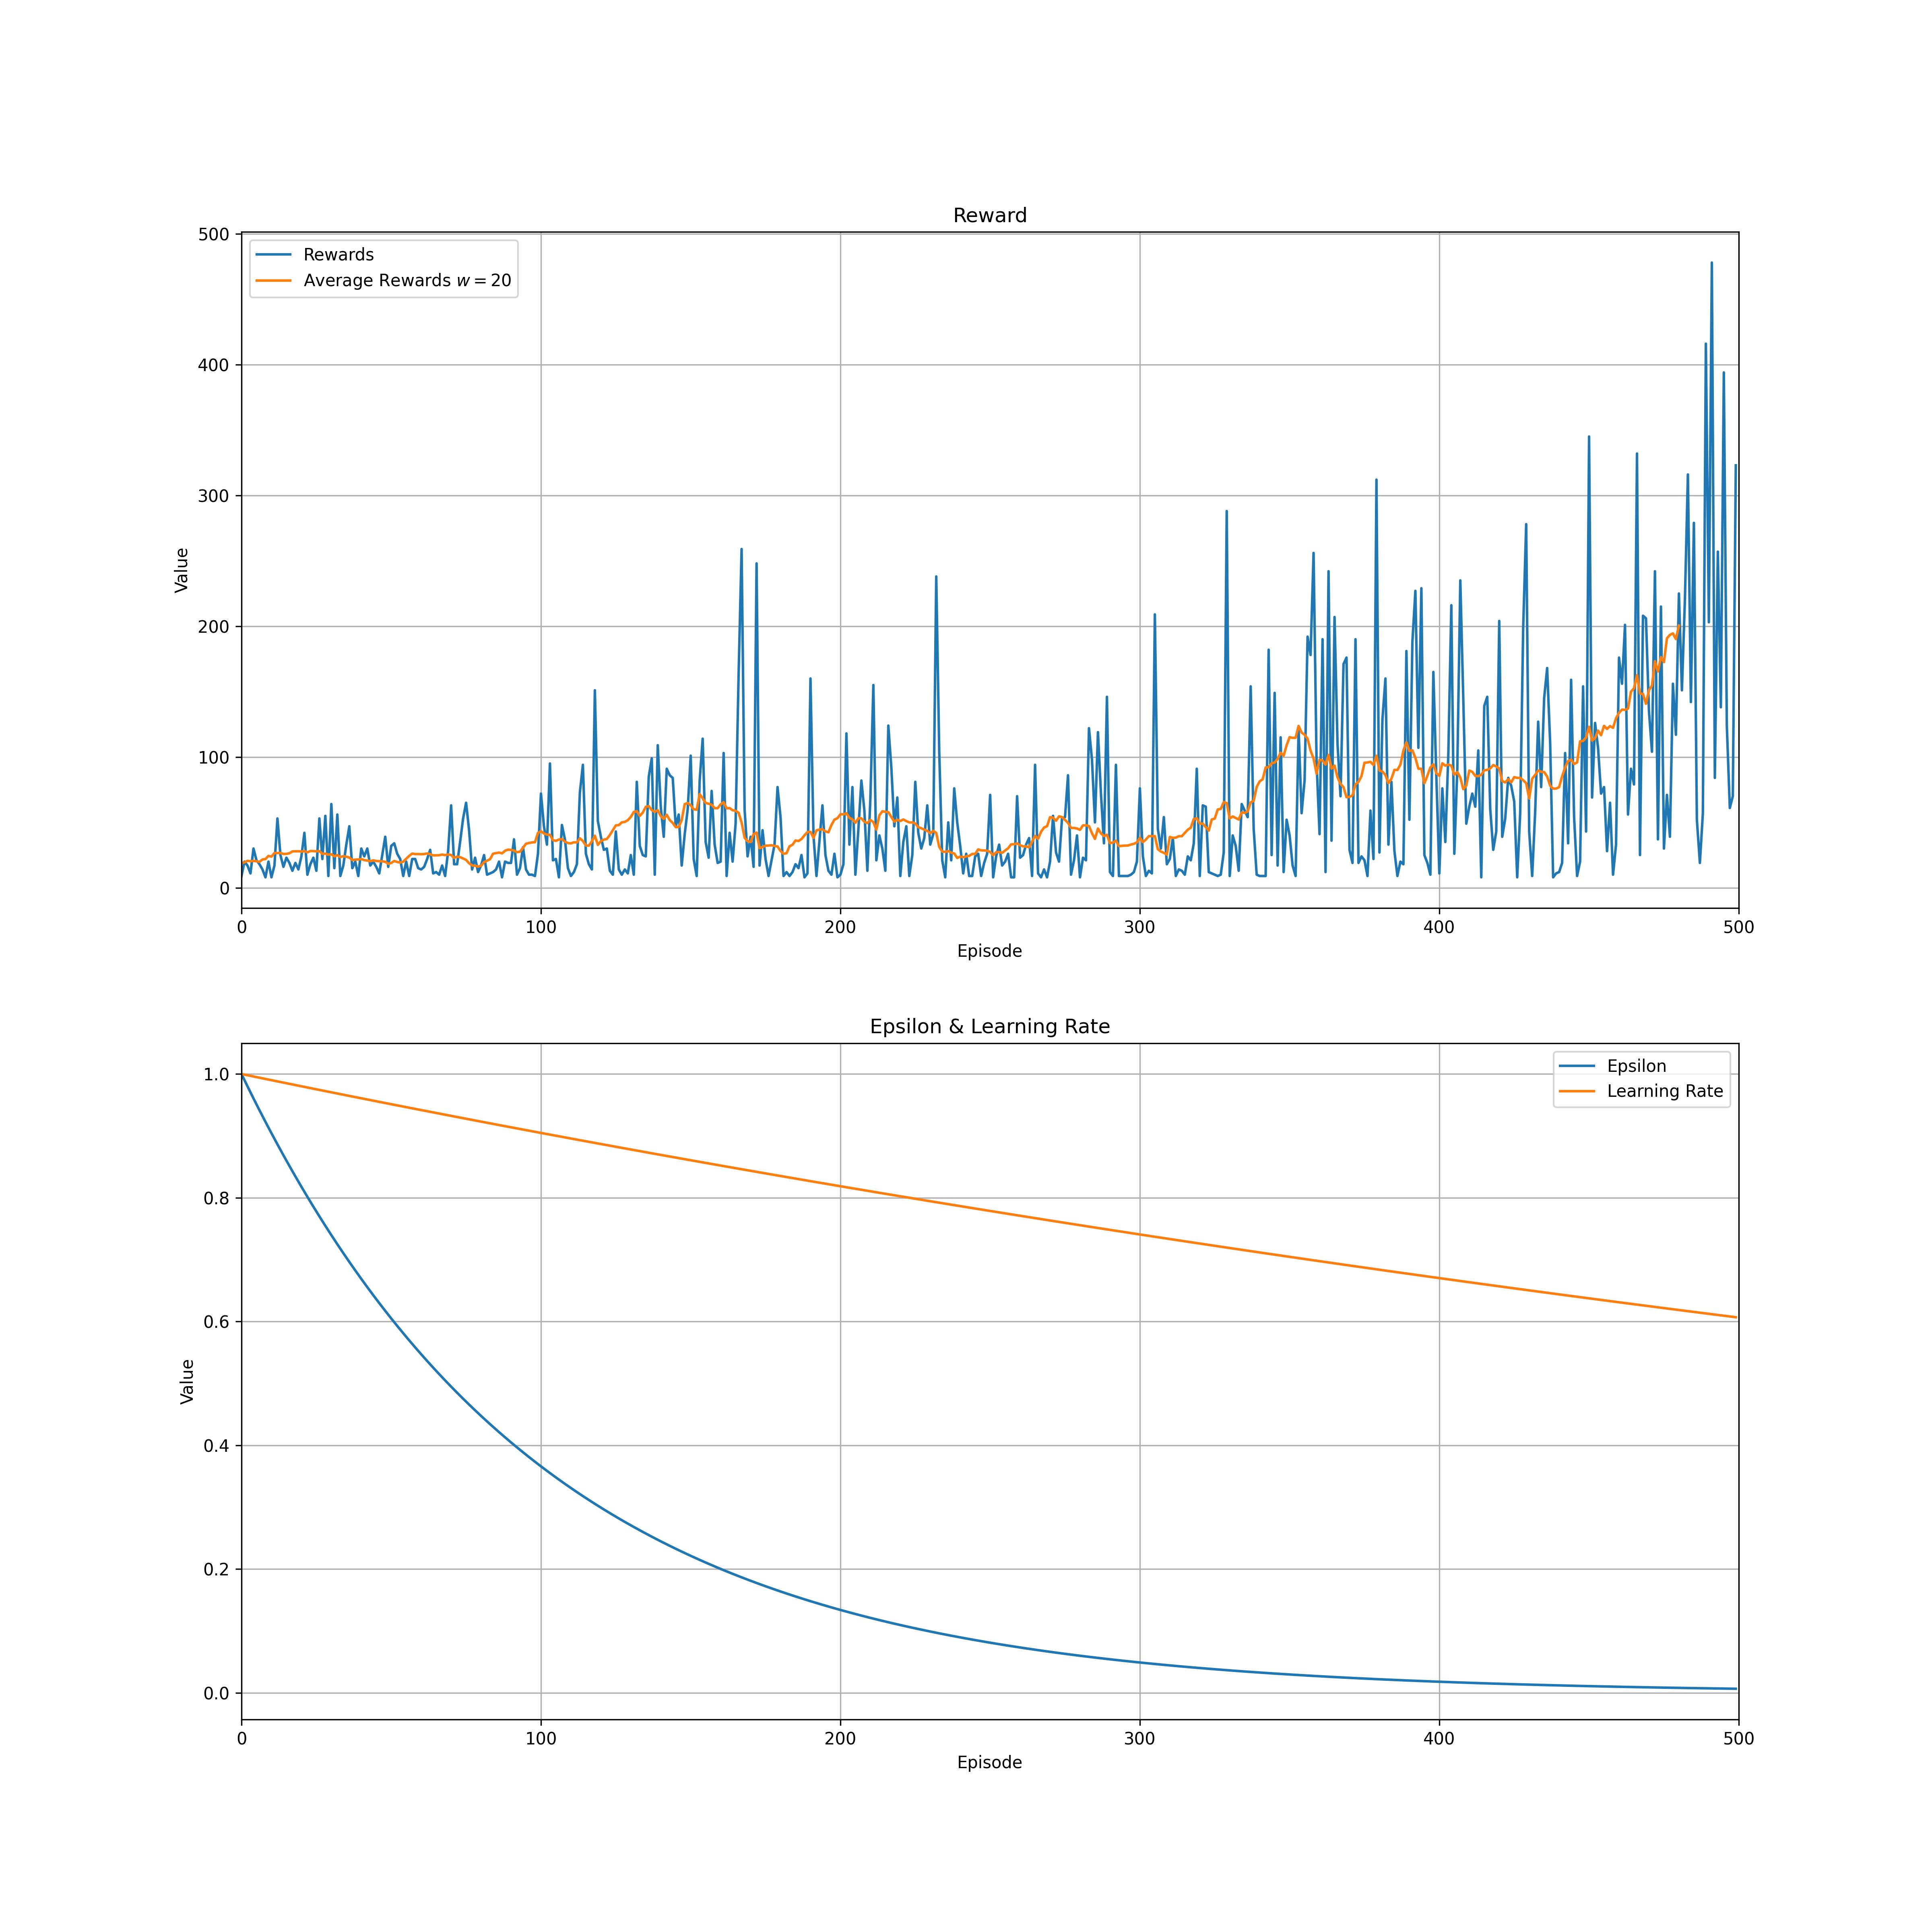 Reward
500
400
300
200
100
0
Value
Rewards
Average Rewards w = 20
0 100 200 300 400 500
Episode
Epsilon & Learning Rate
1.0
0.8
0.6
0.4
0.2
0.0
Value
Epsilon
Learning Rate
0 100 200 300 400 500
Episode